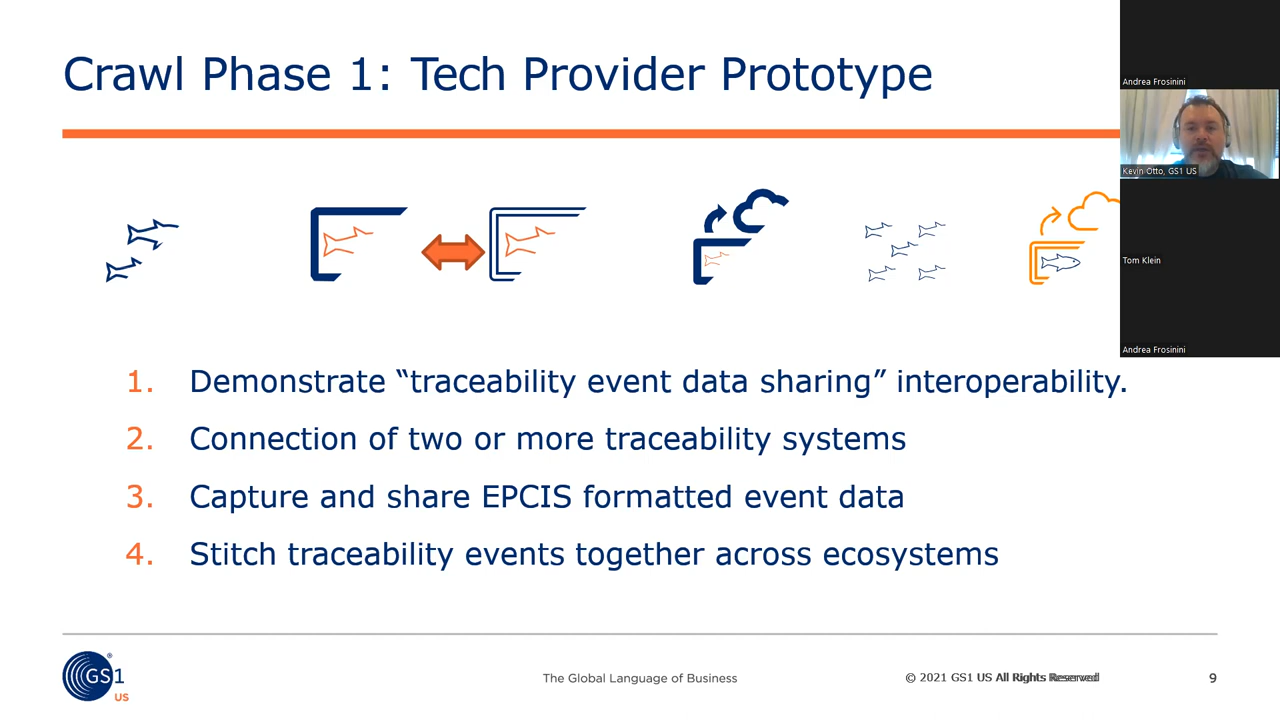 Crawl Phase 1: Tech Provider Prototype
Andrea Frosinini
Kevin Otto, GS1 US
Tom Klein
Andrea Frosinini
1. Demonstrate “traceability event data sharing” interoperability.
2. Connection of two or more traceability systems
3. Capture and share EPCIS formatted event data
4. Stitch traceability events together across ecosystems
GS1
®
US
The Global Language of Business
© 2021 GS1 US All Rights Reserved
9